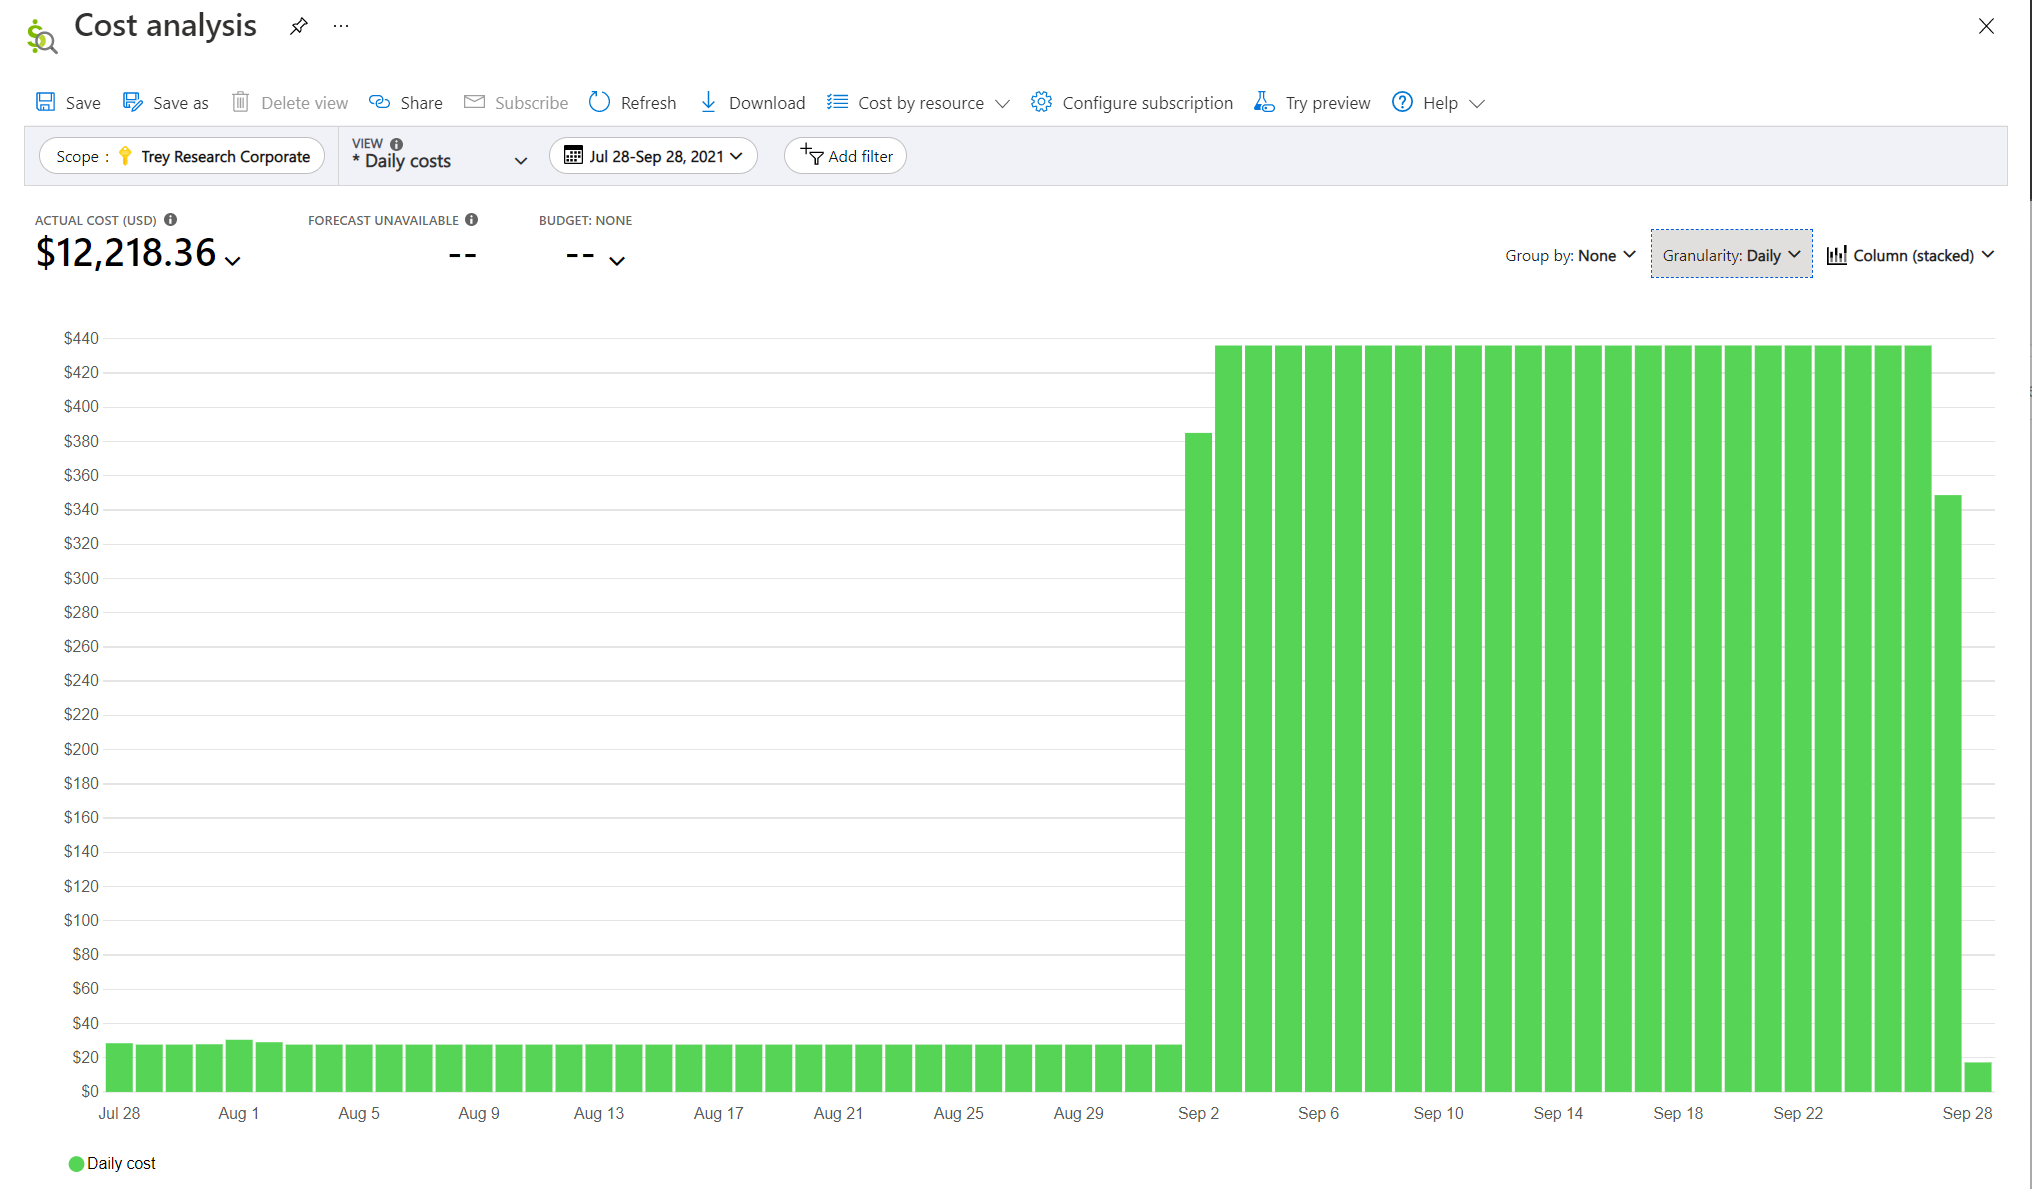 Cost analysis
Save Save as Delete view Share Subscribe Refresh Download Cost by resource Configure subscription Try preview Help
Scope : Trey Research Corporate
VIEW
* Daily costs
Jul 28-Sep 28, 2021
Add filter
ACTUAL COST (USD)
$12,218.36
FORECAST UNAVAILABLE
--
BUDGET: NONE
--
Group by: None
Granularity: Daily
Column (stacked)
$440
$420
$400
$380
$360
$340
$320
$300
$280
$260
$240
$220
$200
$180
$160
$140
$120
$100
$80
$60
$40
$20
$0
Jul 28 Aug 1 Aug 5 Aug 9 Aug 13 Aug 17 Aug 21 Aug 25 Aug 29 Sep 2 Sep 6 Sep 10 Sep 14 Sep 18 Sep 22 Sep 28
Daily cost